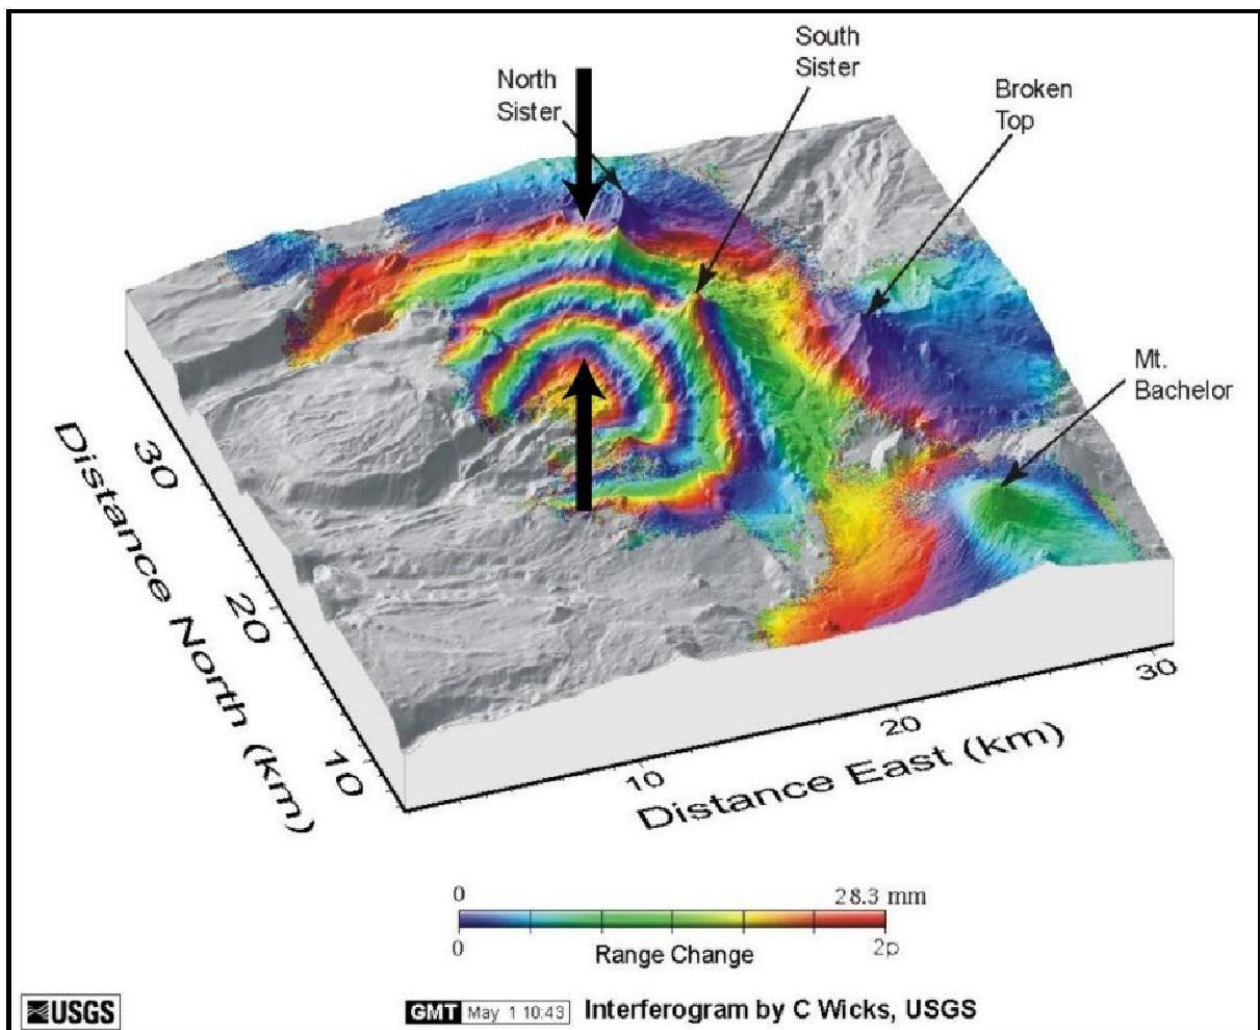 South
Sister
North
Sister
Broken
Top
Mt.
Bachelor
30
20
10
Distance North (km)
10
20
30
Distance East (km)
0
28.3 mm
0
Range Change
2p
USGS
GMT May 1 10:43 Interferogram by C Wicks, USGS